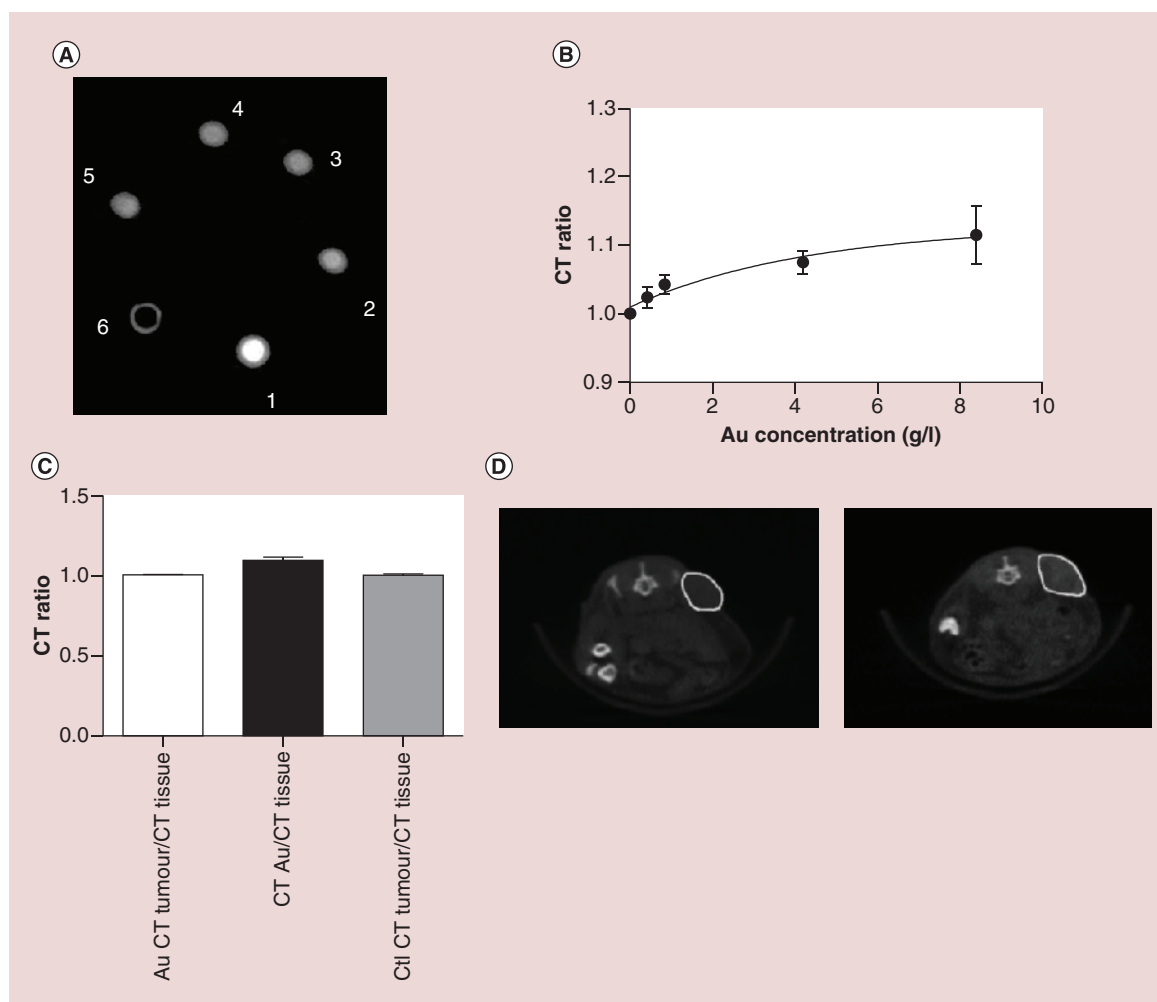 A
4
3
5
2
6
1
B
1.3
1.2
1.1
1.0
0.9
CT ratio
0 2 4 6 8 10
Au concentration (g/l)
C
1.5
1.0
0.5
0.0
CT ratio
Au CT tumour/CT tissue
CT Au/CT tissue
Ctl CT tumour/CT tissue
D